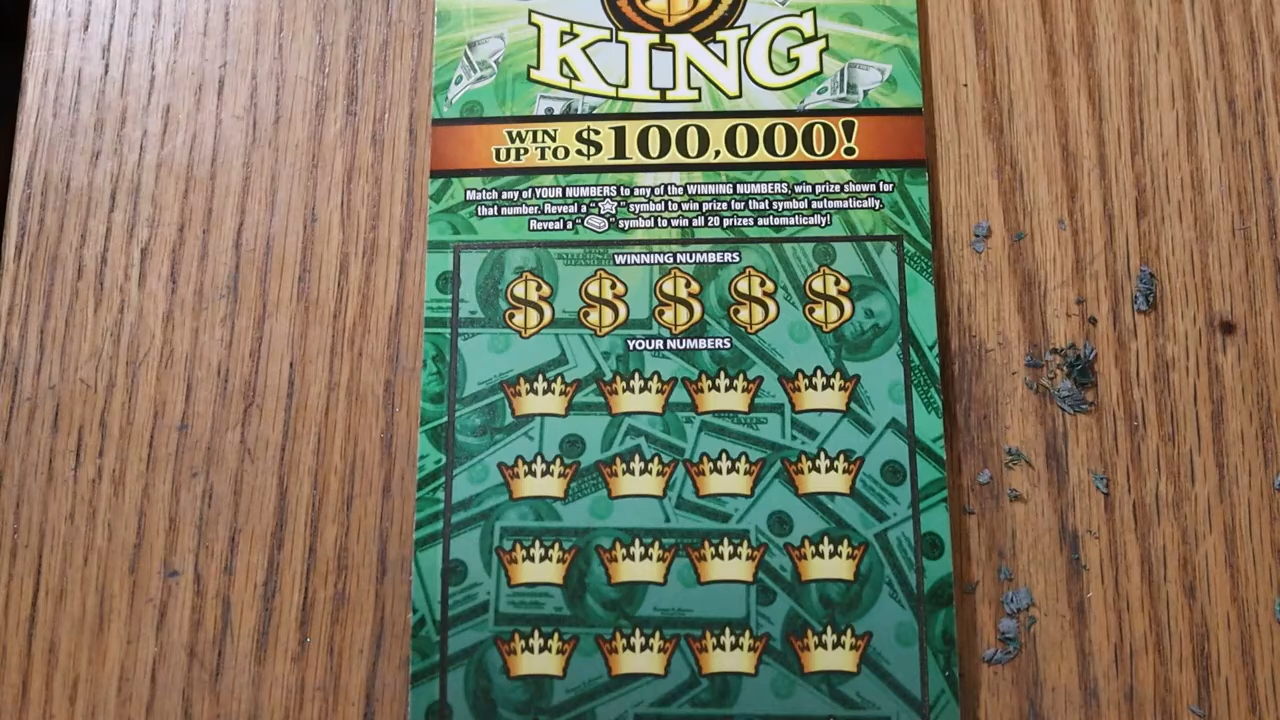 KING
WIN
UP TO $100,000!
Match any of YOUR NUMBERS to any of the WINNING NUMBERS, win prize shown for
that number. Reveal a "☆" symbol to win prize for that symbol automatically.
Reveal a "" symbol to win all 20 prizes automatically!
WINNING NUMBERS
$ $ $ $ $
YOUR NUMBERS